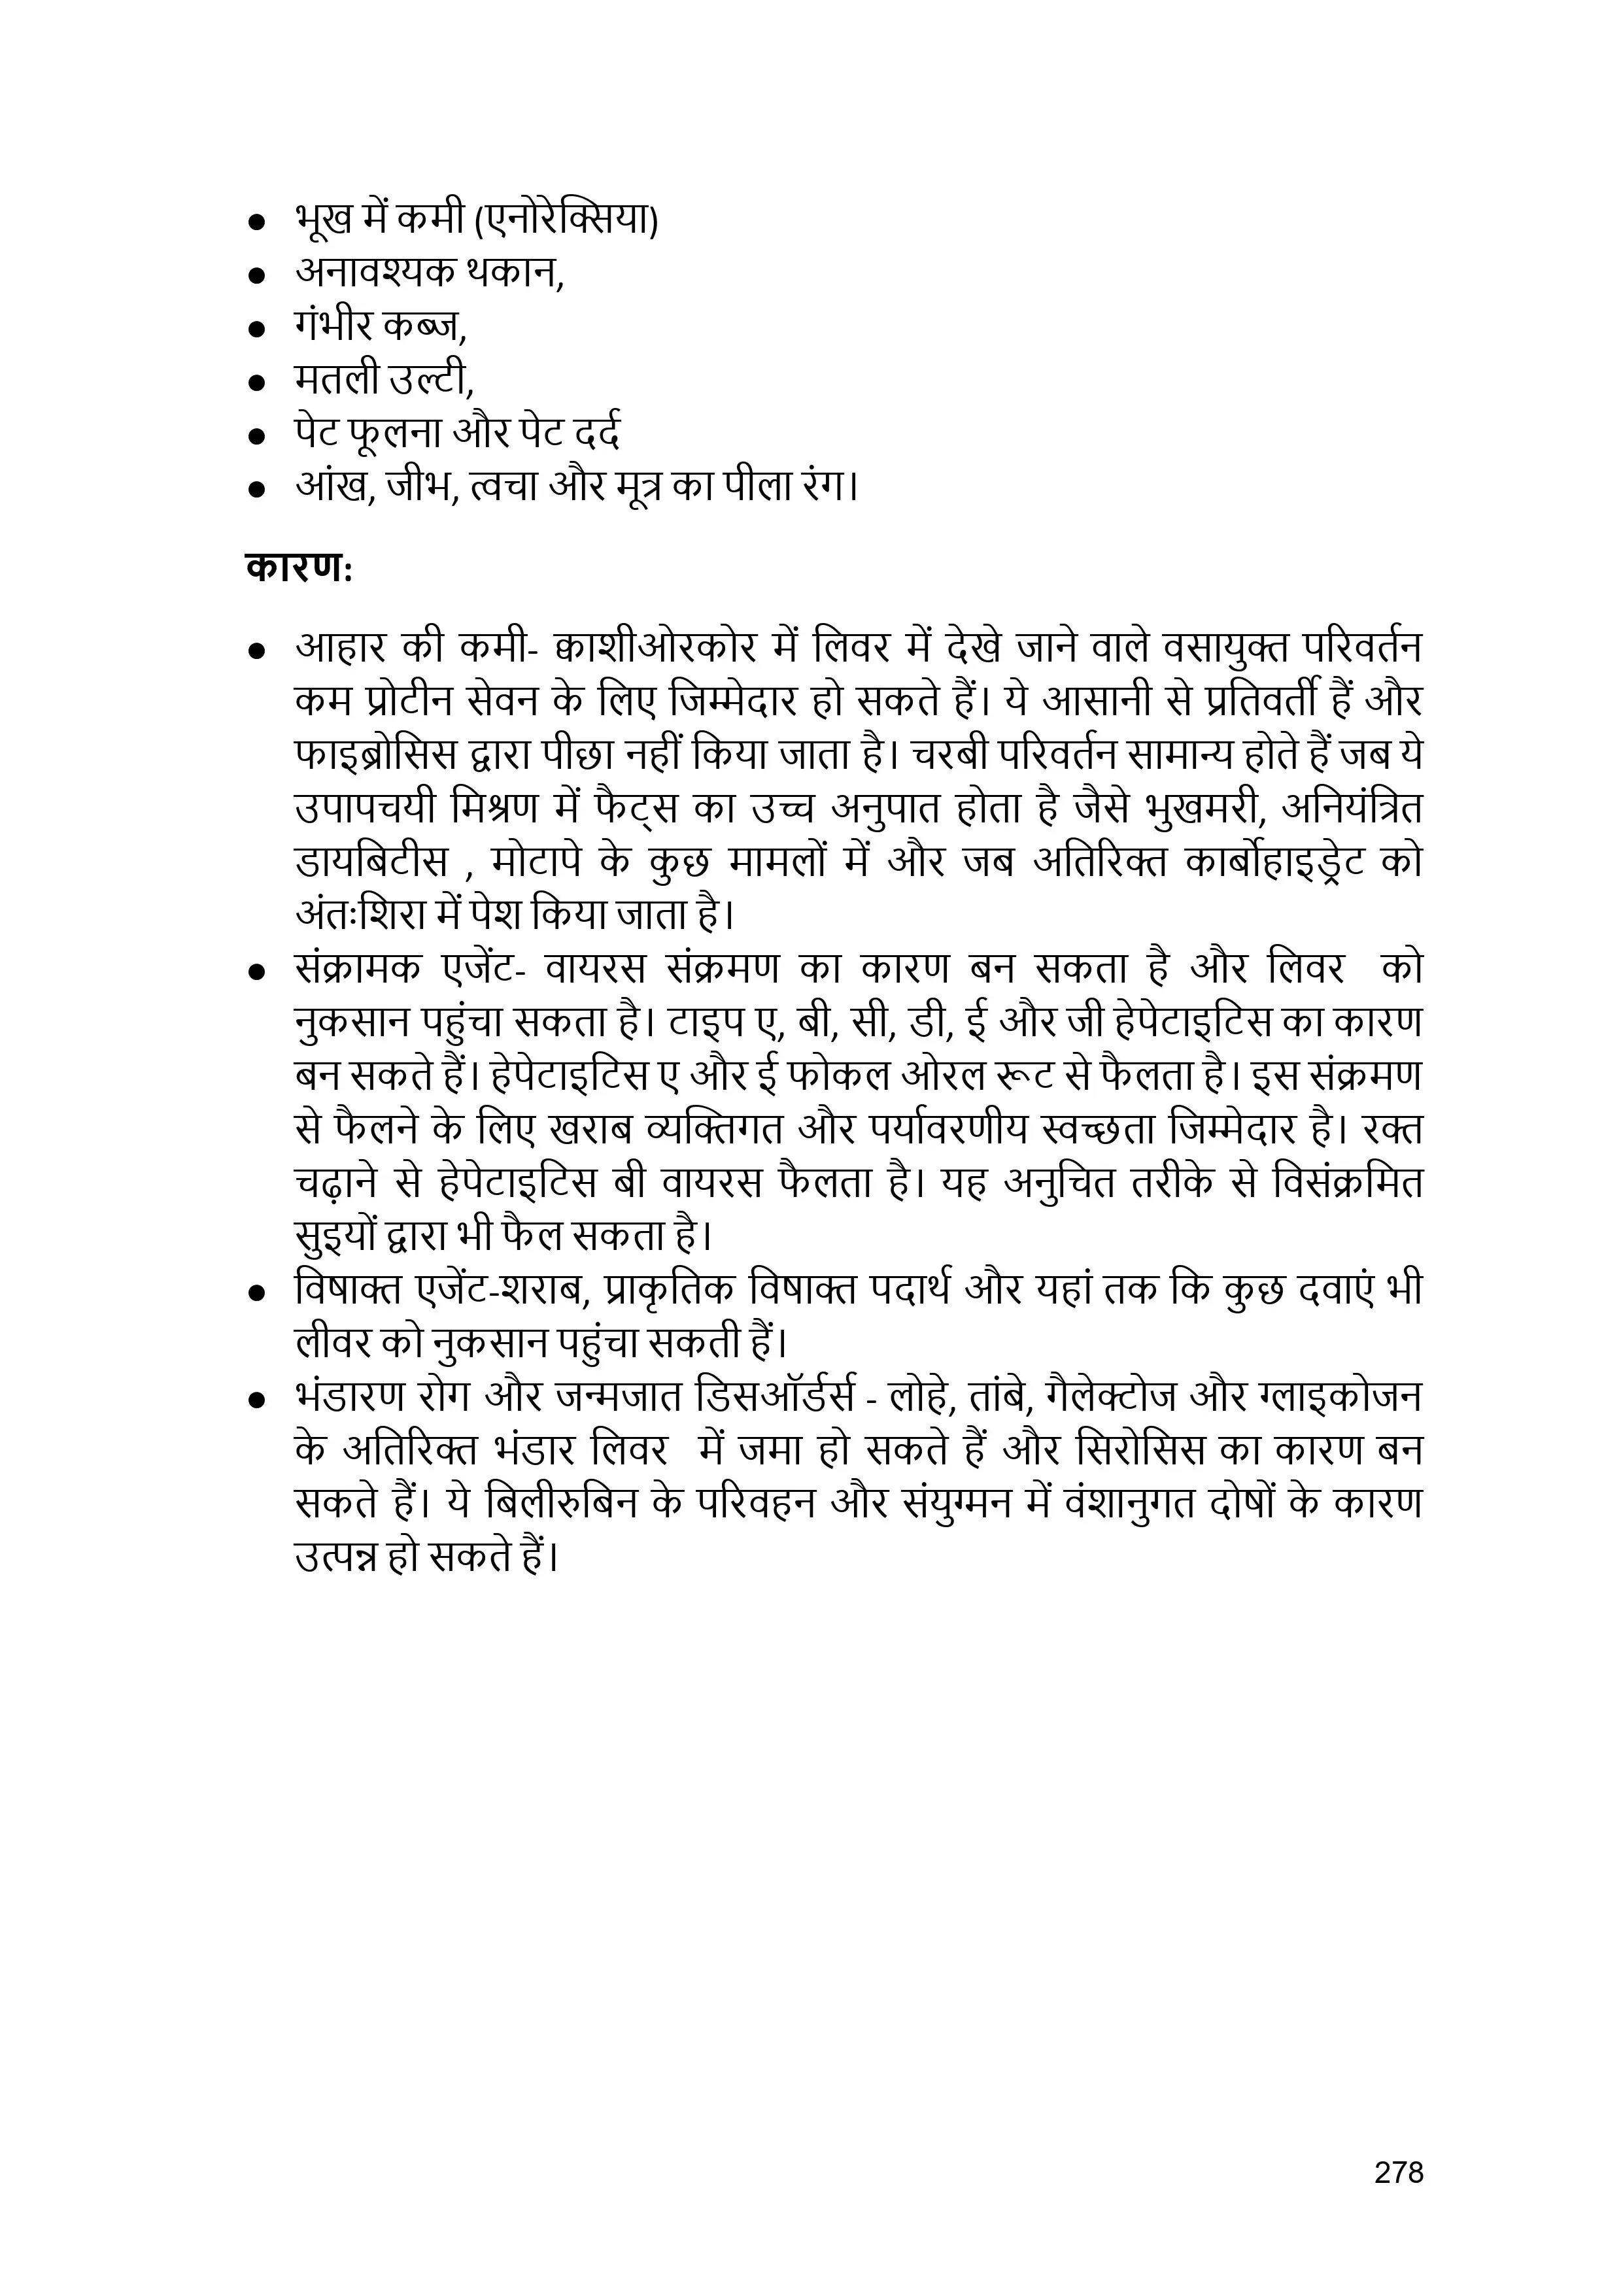 ● भूख में कमी (एनोरेक्सिया)
● अनावश्यक थकान,
● गंभीर कब्ज,
● मतली उल्टी,
● पेट फूलना और पेट दर्द
● आंख, जीभ, त्वचा और मूत्र का पीला रंग।
कारण:
● आहार की कमी- क्वाशीओरकोर में लिवर में देखे जाने वाले वसायुक्त परिवर्तन
कम प्रोटीन सेवन के लिए जिम्मेदार हो सकते हैं। ये आसानी से प्रतिवर्ती हैं और
फाइब्रोसिस द्वारा पीछा नहीं किया जाता है। चरबी परिवर्तन सामान्य होते हैं जब ये
उपापचयी मिश्रण में फैट्स का उच्च अनुपात होता है जैसे भुखमरी, अनियंत्रित
डायबिटीस , मोटापे के कुछ मामलों में और जब अतिरिक्त कार्बोहाइड्रेट को
अंतःशिरा में पेश किया जाता है।
● संक्रामक एजेंट- वायरस संक्रमण का कारण बन सकता है और लिवर को
नुकसान पहुंचा सकता है। टाइप ए, बी, सी, डी, ई और जी हेपेटाइटिस का कारण
बन सकते हैं। हेपेटाइटिस ए और ई फोकल ओरल रूट से फैलता है। इस संक्रमण
से फैलने के लिए खराब व्यक्तिगत और पर्यावरणीय स्वच्छता जिम्मेदार है। रक्त
चढ़ाने से हेपेटाइटिस बी वायरस फैलता है। यह अनुचित तरीके से विसंक्रमित
सुइयों द्वारा भी फैल सकता है।
● विषाक्त एजेंट-शराब, प्राकृतिक विषाक्त पदार्थ और यहां तक कि कुछ दवाएं भी
लीवर को नुकसान पहुंचा सकती हैं।
● भंडारण रोग और जन्मजात डिसऑर्डर्स - लोहे, तांबे, गैलेक्टोज और ग्लाइकोजन
के अतिरिक्त भंडार लिवर में जमा हो सकते हैं और सिरोसिस का कारण बन
सकते हैं। ये बिलीरुबिन के परिवहन और संयुग्मन में वंशानुगत दोषों के कारण
उत्पन्न हो सकते हैं।
278